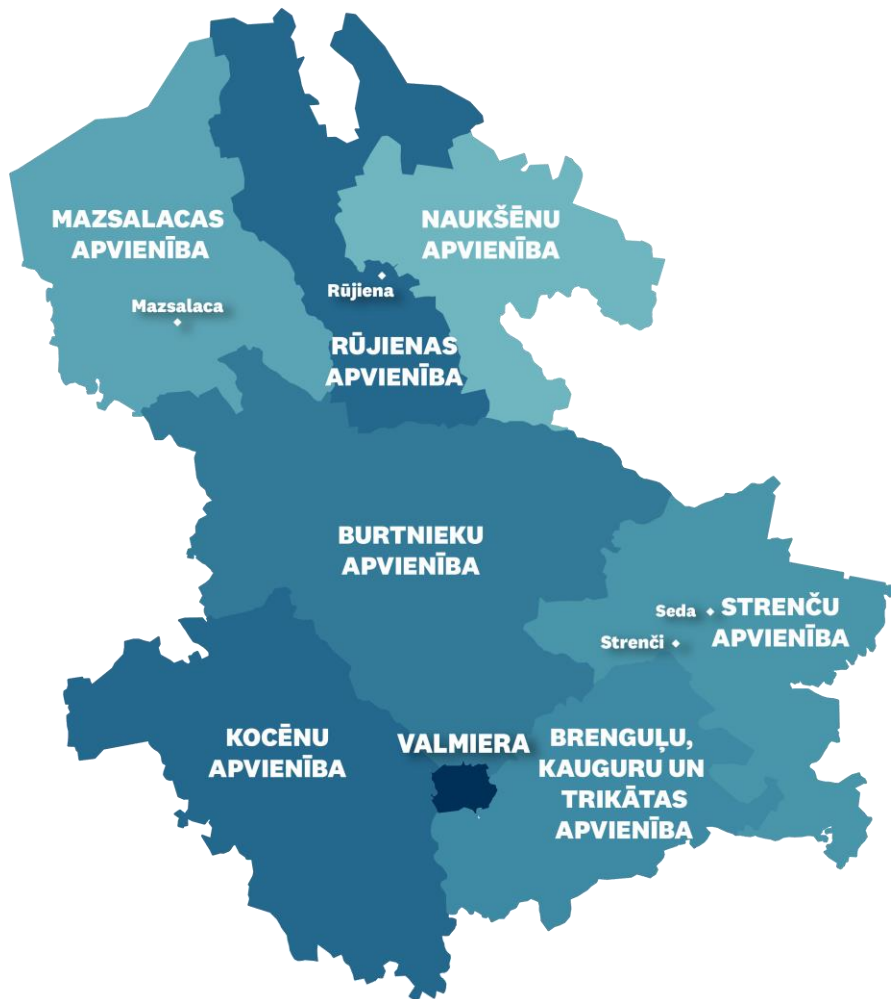 MAZSALACAS
APVIENĪBA
NAUKŠĒNU
APVIENĪBA
Rūjiena
Mazsalaca
RŪJIENAS
APVIENĪBA
BURTNIEKU
APVIENĪBA
Seda
STRENČU
APVIENĪBA
Strenči
KOCĒNU
APVIENĪBA
VALMIERA
BRENGUĻU,
KAUGURU UN
TRIKĀTAS
APVIENĪBA